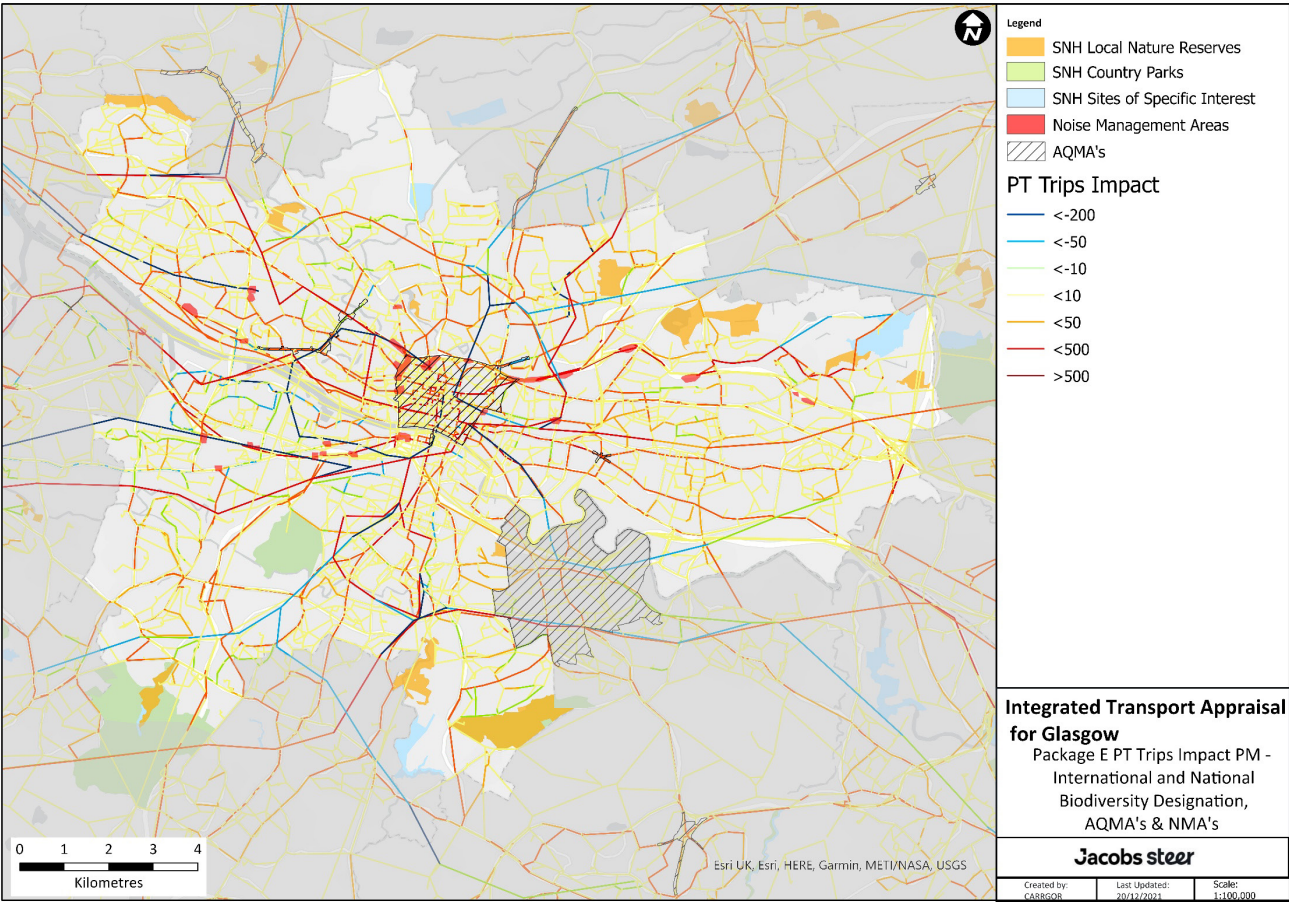 N
Legend
SNH Local Nature Reserves
SNH Country Parks
SNH Sites of Specific Interest
Noise Management Areas
AQMA's
PT Trips Impact
<-200
<-50
<-10
<10
<50
<500
>500
Integrated Transport Appraisal
for Glasgow
Package E PT Trips Impact PM -
International and National
Biodiversity Designation,
AQMA's & NMA's
Jacobs steer
Created by:
CARRGOR
Last Updated:
20/12/2021
Scale:
1:100,000
0 1 2 3 4
Kilometres
Esri UK, Esri, HERE, Garmin, METI/NASA, USGS